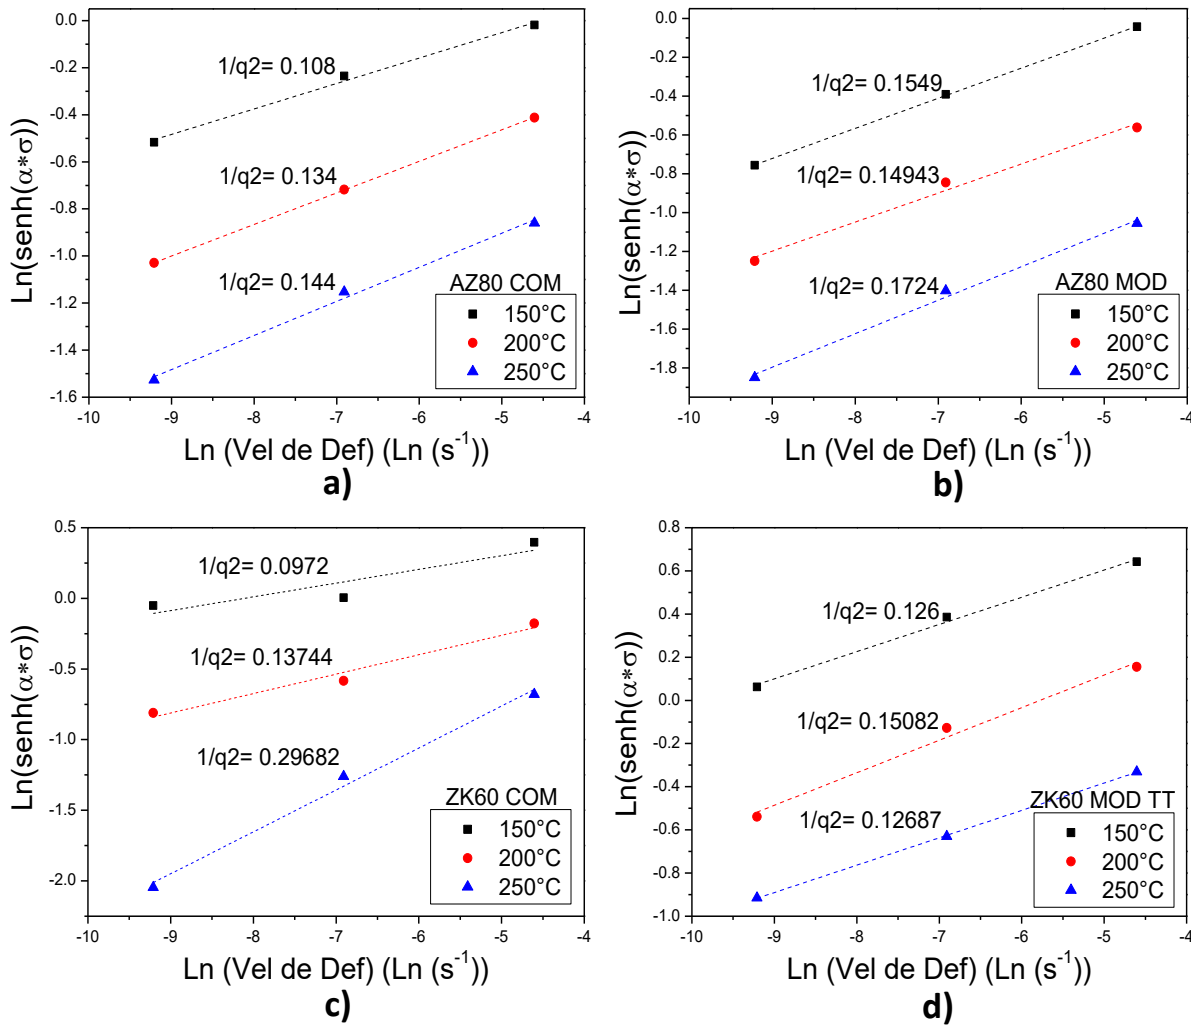 0.0
-0.2
-0.4
-0.6
-0.8
-1.0
-1.2
-1.4
-1.6
-10
-9
-8
-7
-6
-5
-4
Ln(senh(α*σ))
1/q2= 0.108
1/q2= 0.134
1/q2= 0.144
AZ80 COM
150°C
200°C
250°C
Ln (Vel de Def) (Ln (s⁻¹))
a)
0.0
-0.2
-0.4
-0.6
-0.8
-1.0
-1.2
-1.4
-1.6
-1.8
-10
-9
-8
-7
-6
-5
-4
Ln(senh(α*σ))
1/q2= 0.1549
1/q2= 0.14943
1/q2= 0.1724
AZ80 MOD
150°C
200°C
250°C
Ln (Vel de Def) (Ln (s⁻¹))
b)
0.5
0.0
-0.5
-1.0
-1.5
-2.0
-10
-9
-8
-7
-6
-5
-4
Ln(senh(α*σ))
1/q2= 0.0972
1/q2= 0.13744
1/q2= 0.29682
ZK60 COM
150°C
200°C
250°C
Ln (Vel de Def) (Ln (s⁻¹))
c)
0.8
0.6
0.4
0.2
0.0
-0.2
-0.4
-0.6
-0.8
-1.0
-10
-9
-8
-7
-6
-5
-4
Ln(senh(α*σ))
1/q2= 0.126
1/q2= 0.15082
1/q2= 0.12687
ZK60 MOD TT
150°C
200°C
250°C
Ln (Vel de Def) (Ln (s⁻¹))
d)